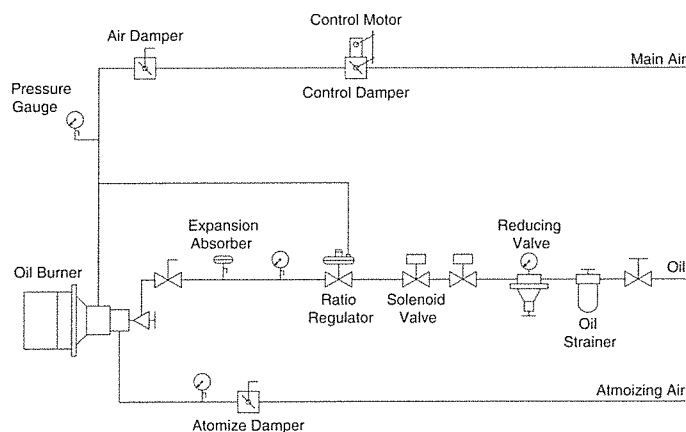 Control Motor
Air Damper
Main Air
Control Damper
Pressure
Gauge
Expansion
Absorber
Reducing
Valve
Oil Burner
Oil
Ratio
Regulator
Solenoid
Valve
Oil
Strainer
Atmoizing Air
Atomize Damper